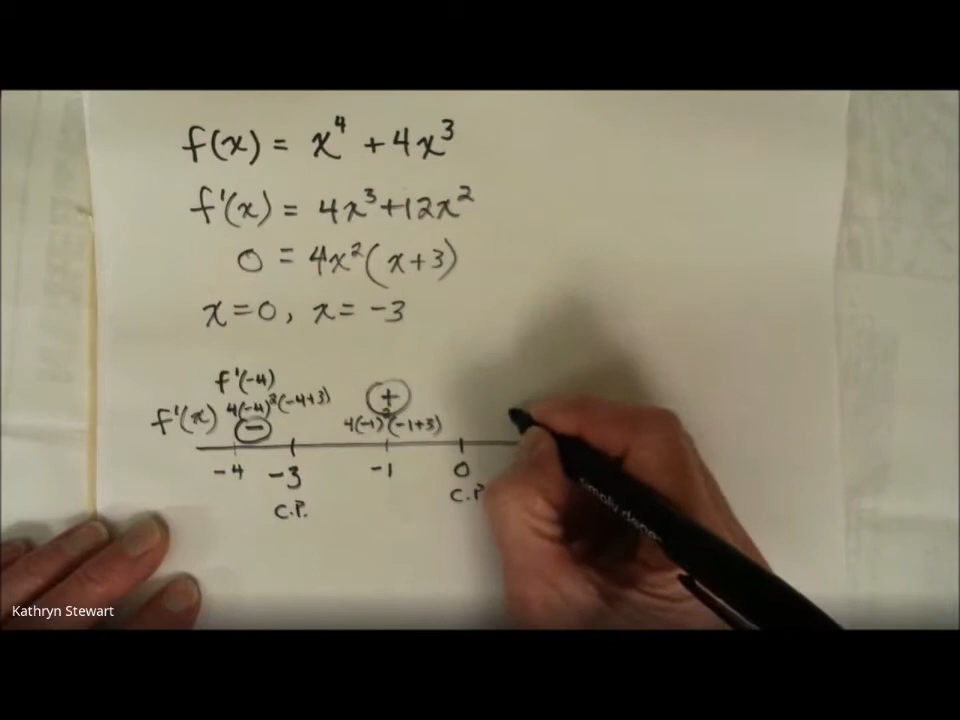 f(x) = x⁴ + 4x³
f'(x) = 4x³+12x²
0 = 4x²(x+3)
x=0, x= -3
f'(-4)
f'(x) 4(-4)²(-4+3) +
− 4(-1)²(-1+3)
-4 -3 -1 0
C.P. C.P
simply
Kathryn Stewart